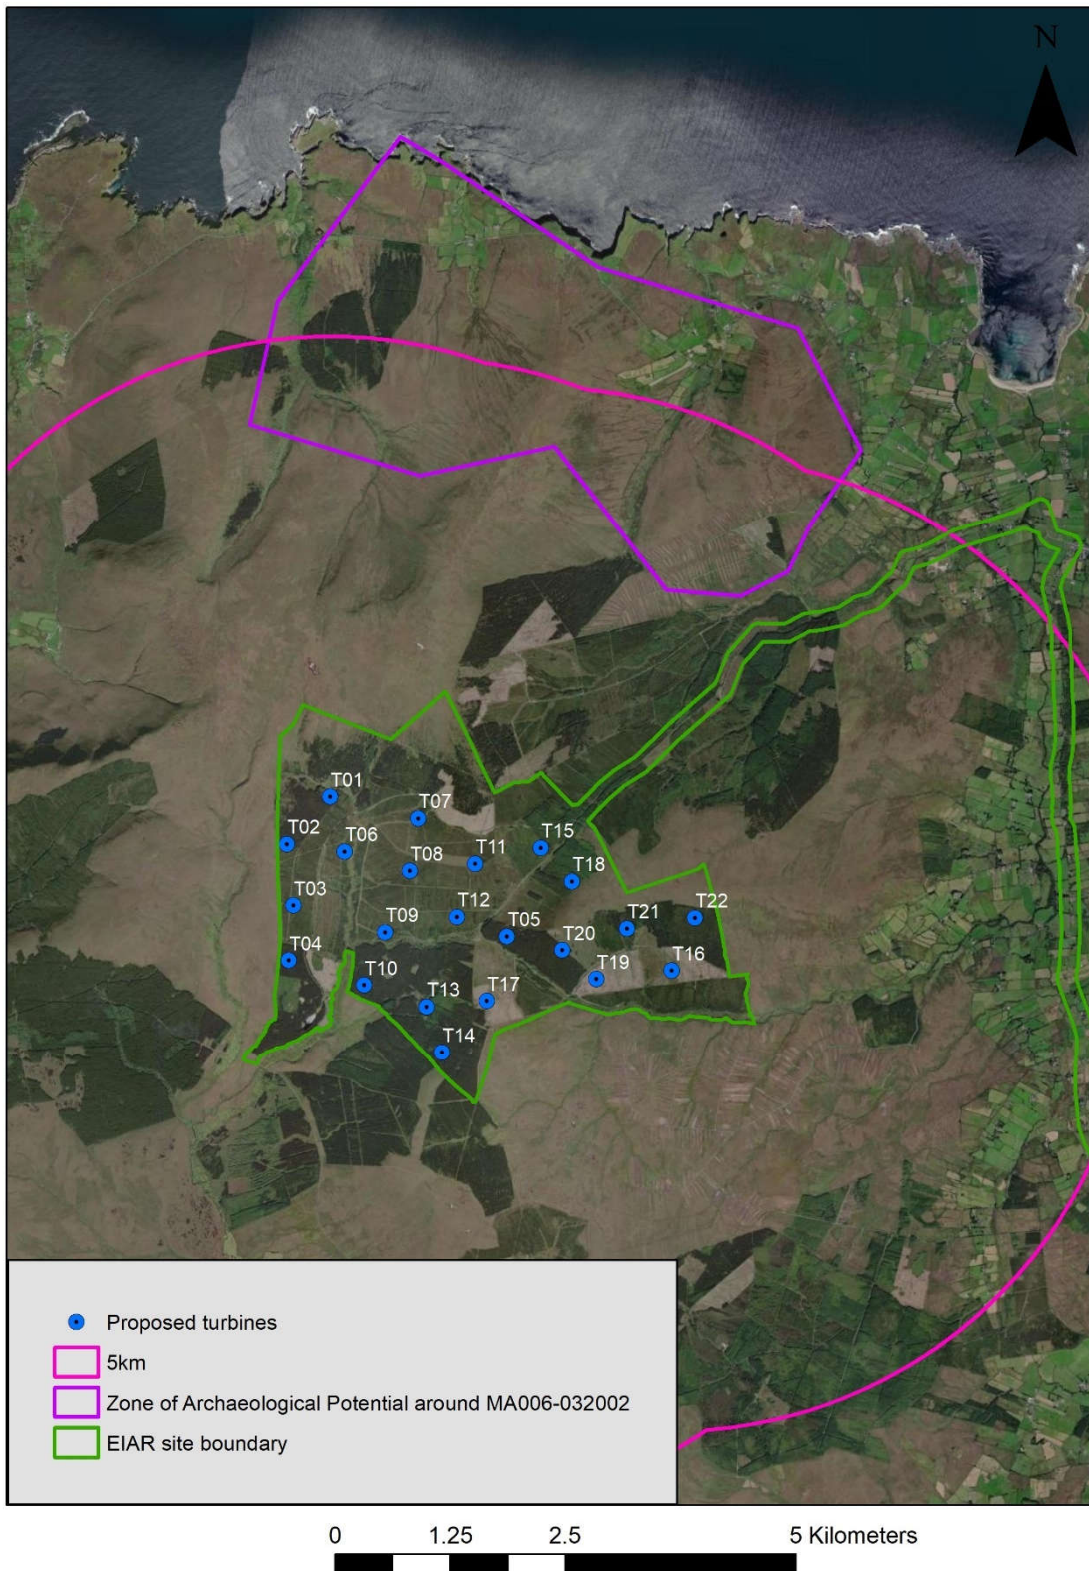 N
T01
T07
T02
T06
T15
T11
T08
T18
T03
T12
T22
T09
T05
T21
T04
T20
T10
T19
T16
T13
T17
T14
Proposed turbines
5km
Zone of Archaeological Potential around MA006-032002
EIAR site boundary
0 1.25 2.5 5 Kilometers